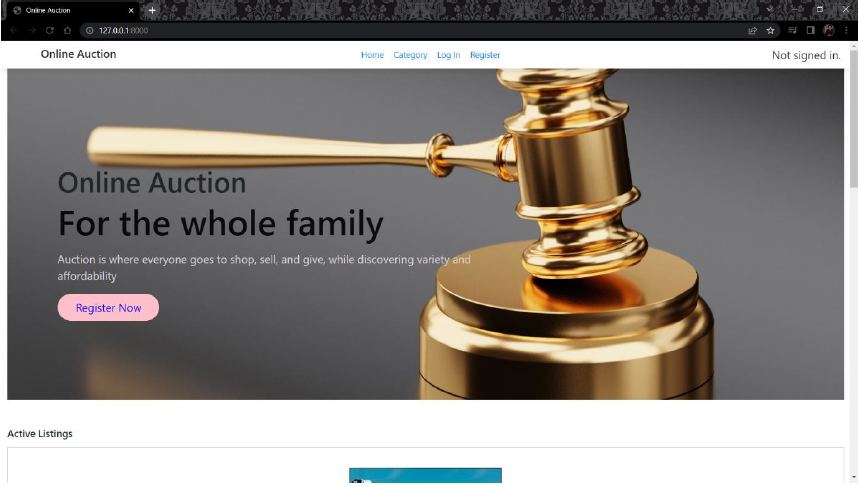 Online Auction
127.0.0.1:8000
Online Auction
Home Category Log In Register
Not signed in.
Online Auction
For the whole family
Auction is where everyone goes to shop, sell, and give, while discovering variety and
affordability
Register Now
Active Listings